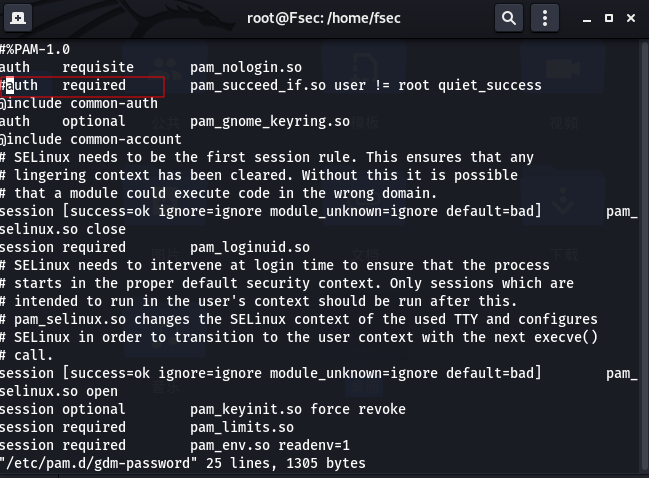 root@Fsec: /home/fsec
#%PAM-1.0
auth    requisite       pam_nologin.so
#auth   required        pam_succeed_if.so user != root quiet_success
@include common-auth
auth    optional        pam_gnome_keyring.so
@include common-account
# SELinux needs to be the first session rule. This ensures that any
# lingering context has been cleared. Without this it is possible
# that a module could execute code in the wrong domain.
session [success=ok ignore=ignore module_unknown=ignore default=bad]        pam_
selinux.so close
session required        pam_loginuid.so
# SELinux needs to intervene at login time to ensure that the process
# starts in the proper default security context. Only sessions which are
# intended to run in the user's context should be run after this.
# pam_selinux.so changes the SELinux context of the used TTY and configures
# SELinux in order to transition to the user context with the next execve()
# call.
session [success=ok ignore=ignore module_unknown=ignore default=bad]        pam_
selinux.so open
session optional        pam_keyinit.so force revoke
session required        pam_limits.so
session required        pam_env.so readenv=1
"/etc/pam.d/gdm-password" 25 lines, 1305 bytes